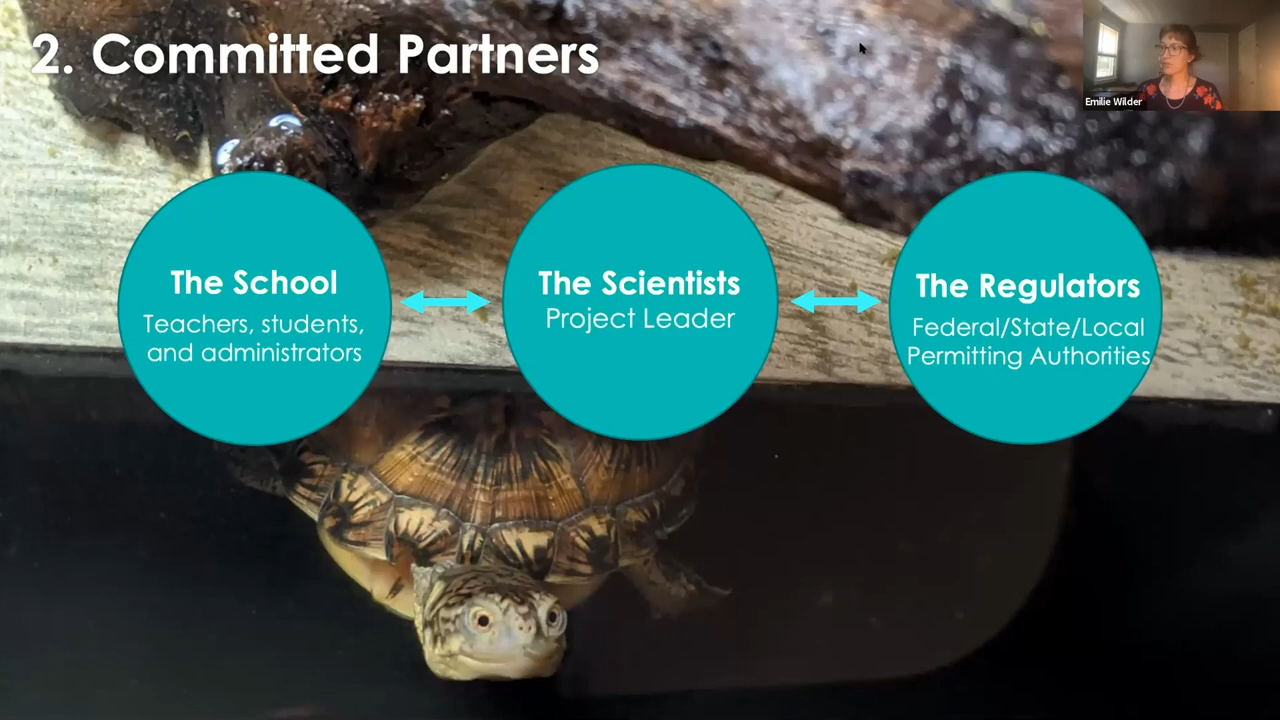 2. Committed Partners
Emilie Wilder
The School
Teachers, students,
and administrators
The Scientists
Project Leader
The Regulators
Federal/State/Local
Permitting Authorities